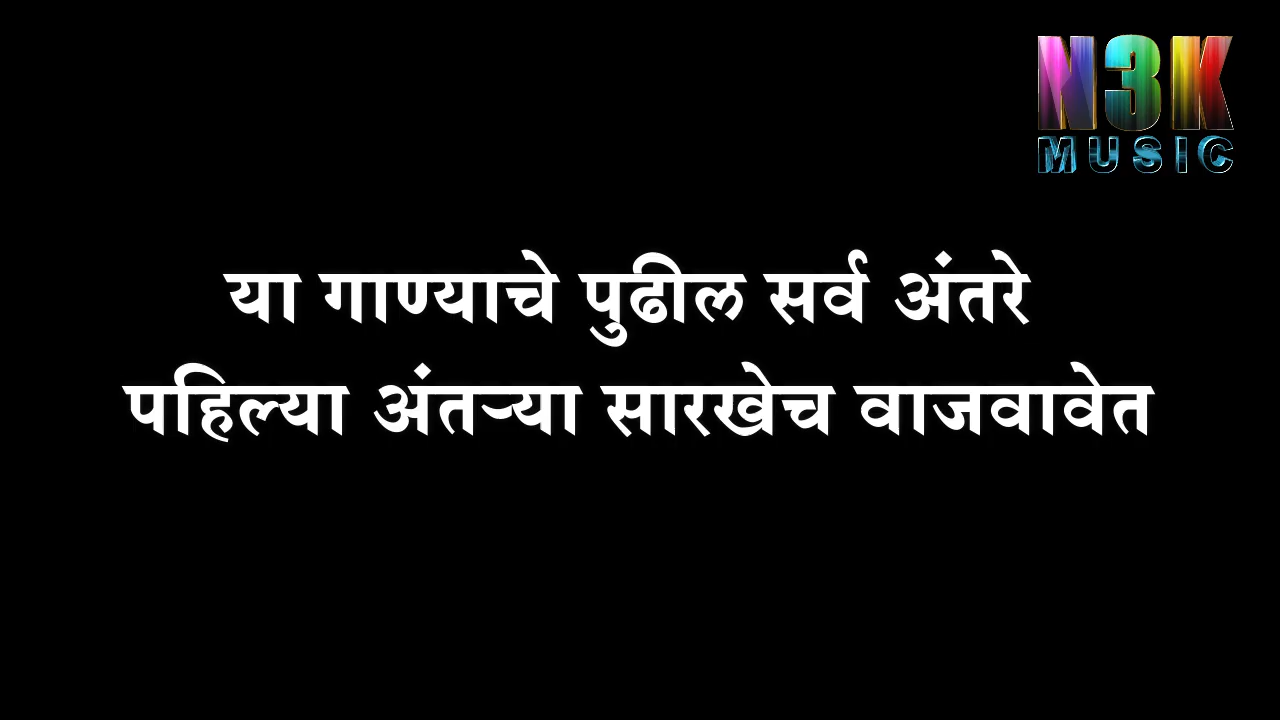 N3K
MUSIC
या गाण्याचे पुढील सर्व अंतरे
पहिल्या अंतऱ्या सारखेच वाजवावेत